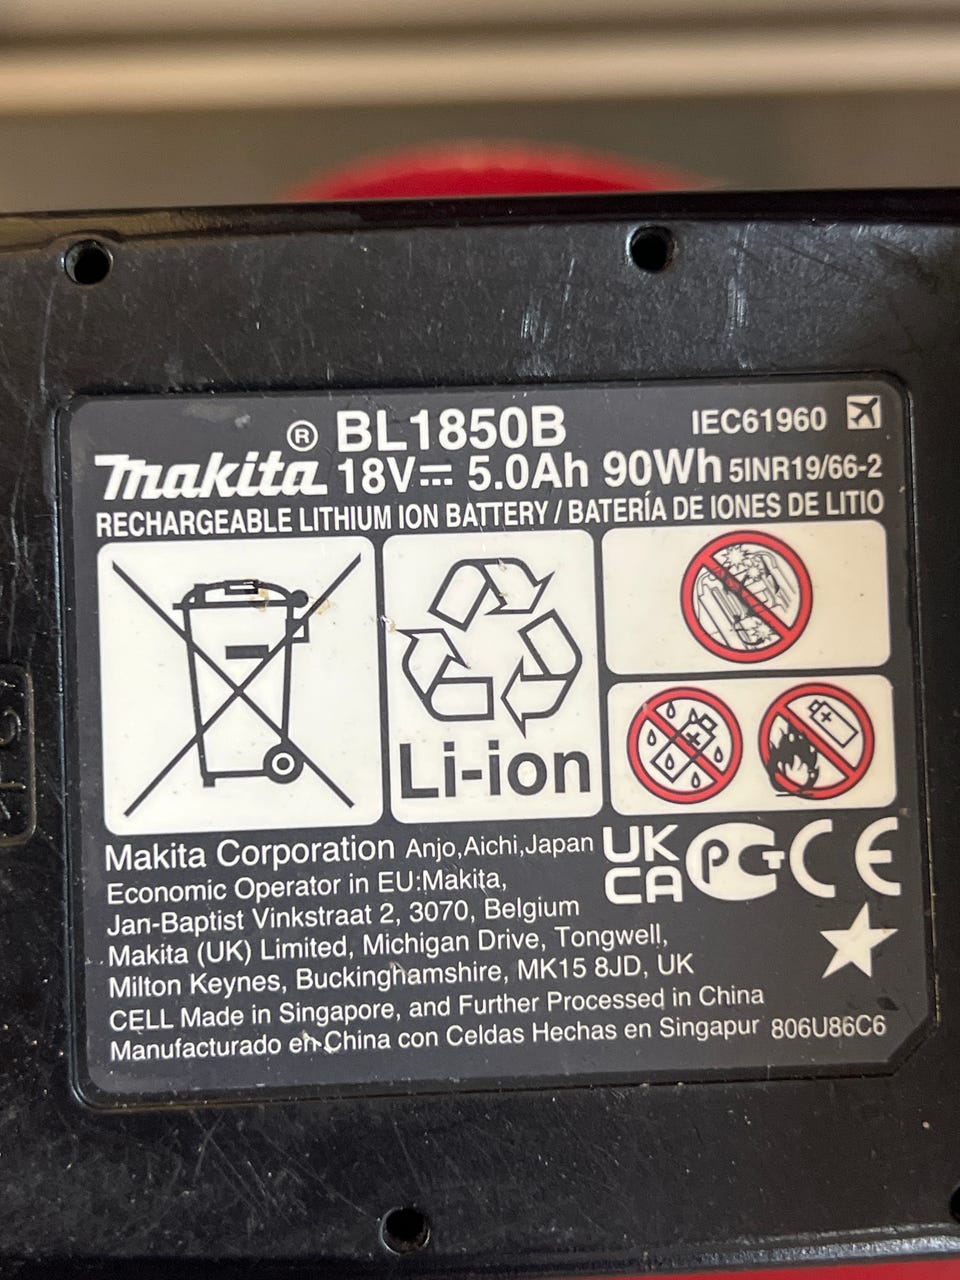 ® BL1850B IEC61960
makita 18V 5.0Ah 90Wh 5INR19/66-2
RECHARGEABLE LITHIUM ION BATTERY / BATERÍA DE IONES DE LITIO
Li-ion
Makita Corporation Anjo,Aichi,Japan
UK
CA
PCT
CE
Economic Operator in EU:Makita,
Jan-Baptist Vinkstraat 2, 3070, Belgium
Makita (UK) Limited, Michigan Drive, Tongwell,
Milton Keynes, Buckinghamshire, MK15 8JD, UK
CELL Made in Singapore, and Further Processed in China
Manufacturado en China con Celdas Hechas en Singapur 806U86C6